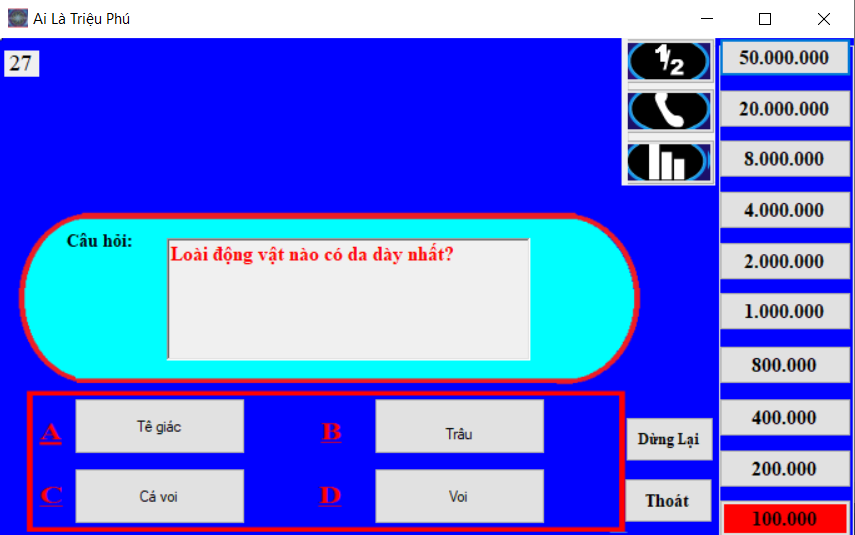 Ai Là Triệu Phú
27
1/2
50.000.000
20.000.000
8.000.000
4.000.000
2.000.000
1.000.000
800.000
400.000
200.000
100.000
Câu hỏi:
Loài động vật nào có da dày nhất?
A Tê giác
B Trâu
C Cá voi
D Voi
Dừng Lại
Thoát